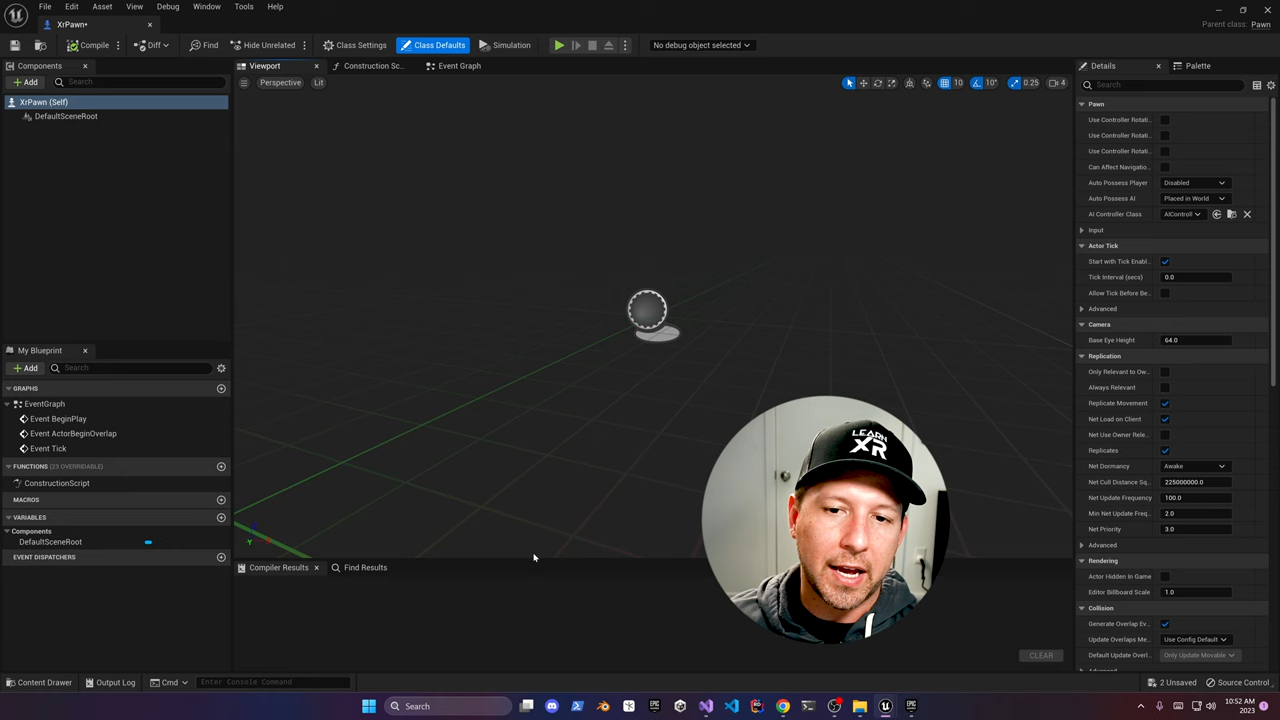 File Edit Asset View Debug Window Tools Help
XrPawn*
Parent class: Pawn
Compile Diff Find Hide Unrelated Class Settings Class Defaults Simulation No debug object selected
Components
Add Search
XrPawn (Self)
DefaultSceneRoot
My Blueprint
Add Search
GRAPHS
EventGraph
Event BeginPlay
Event ActorBeginOverlap
Event Tick
FUNCTIONS (23 OVERRIDABLE)
ConstructionScript
MACROS
VARIABLES
Components
DefaultSceneRoot
EVENT DISPATCHERS
Viewport Construction Sc... Event Graph
Perspective Lit
10 10° 0.25 4
LEARN
XR
Compiler Results Find Results
CLEAR
Details Palette
Search
Pawn
Use Controller Rotati..
Use Controller Rotati..
Use Controller Rotati..
Can Affect Navigatio..
Auto Possess Player Disabled
Auto Possess AI Placed in World
AI Controller Class AIControll
Input
Actor Tick
Start with Tick Enabl..
Tick Interval (secs) 0.0
Allow Tick Before Be..
Advanced
Camera
Base Eye Height 64.0
Replication
Only Relevant to Ow..
Always Relevant
Replicate Movement
Net Load on Client
Net Use Owner Rele..
Replicates
Net Dormancy Awake
Net Cull Distance Sq.. 225000000.0
Net Update Frequency 100.0
Min Net Update Freq.. 2.0
Net Priority 3.0
Advanced
Rendering
Actor Hidden In Game
Editor Billboard Scale 1.0
Collision
Generate Overlap Ev..
Update Overlaps Me.. Use Config Default
Default Update Overl.. Only Update Movable
Content Drawer Output Log Cmd Enter Console Command 2 Unsaved Source Control
Search
10:52 AM
2023